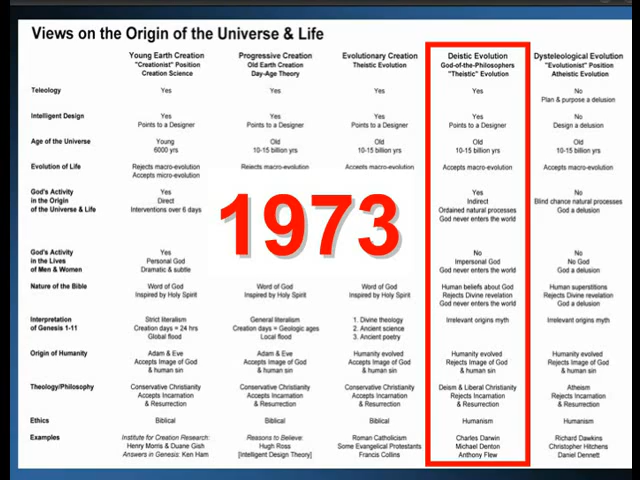 Views on the Origin of the Universe & Life
Young Earth Creation Progressive Creation Evolutionary Creation Deistic Evolution Dysteleological Evolution
"Creationist" Position Old Earth Creation Theistic Evolution God-of-the-Philosophers "Evolutionist" Position
Creation Science Day-Age Theory "Theistic" Evolution Atheistic Evolution
Teleology Yes Yes Yes Yes No
Plan & purpose a delusion
Intelligent Design Yes Yes Yes Yes No
Points to a Designer Points to a Designer Points to a Designer Points to a Designer Design a delusion
Age of the Universe Young Old Old Old Old
6000 yrs 10-15 billion yrs 10-15 billion yrs 10-15 billion yrs 10-15 billion yrs
Evolution of Life Rejects macro-evolution Rejects macro-evolution Accepts macro-evolution Accepts macro-evolution Accepts macro-evolution
Accepts micro-evolution
God's Activity Yes Yes No
in the Origin Direct Indirect Blind chance natural processes
of the Universe & Life Interventions over 6 days Ordained natural processes God a delusion
God never enters the world
1973
God's Activity Yes No No
in the Lives Personal God Impersonal God No God
of Men & Women Dramatic & subtle God never enters the world God a delusion
Nature of the Bible Word of God Word of God Word of God Human beliefs about God Human superstitions
Inspired by Holy Spirit Inspired by Holy Spirit Inspired by Holy Spirit Rejects Divine revelation Rejects Divine revelation
God never enters the world God a delusion
Interpretation Strict literalism General literalism 1. Divine theology Irrelevant origins myth Irrelevant origins myth
of Genesis 1-11 Creation days = 24 hrs Creation days = Geologic ages 2. Ancient science
Global flood Local flood 3. Ancient poetry
Origin of Humanity Adam & Eve Adam & Eve Humanity evolved Humanity evolved Humanity evolved
Accepts Image of God Accepts Image of God Accepts Image of God Rejects Image of God Rejects Image of God
& human sin & human sin & human sin & human sin & human sin
Theology/Philosophy Conservative Christianity Conservative Christianity Conservative Christianity Deism & Liberal Christianity Atheism
Accepts Incarnation Accepts Incarnation Accepts Incarnation Rejects Incarnation Rejects Incarnation
& Resurrection & Resurrection & Resurrection & Resurrection & Resurrection
Ethics Biblical Biblical Biblical Humanism Humanism
Examples Institute for Creation Research: Reasons to Believe: Roman Catholicism Charles Darwin Richard Dawkins
Henry Morris & Duane Gish Hugh Ross Some Evangelical Protestants Michael Denton Christopher Hitchens
Answers in Genesis: Ken Ham [Intelligent Design Theory] Francis Collins Anthony Flew Daniel Dennett